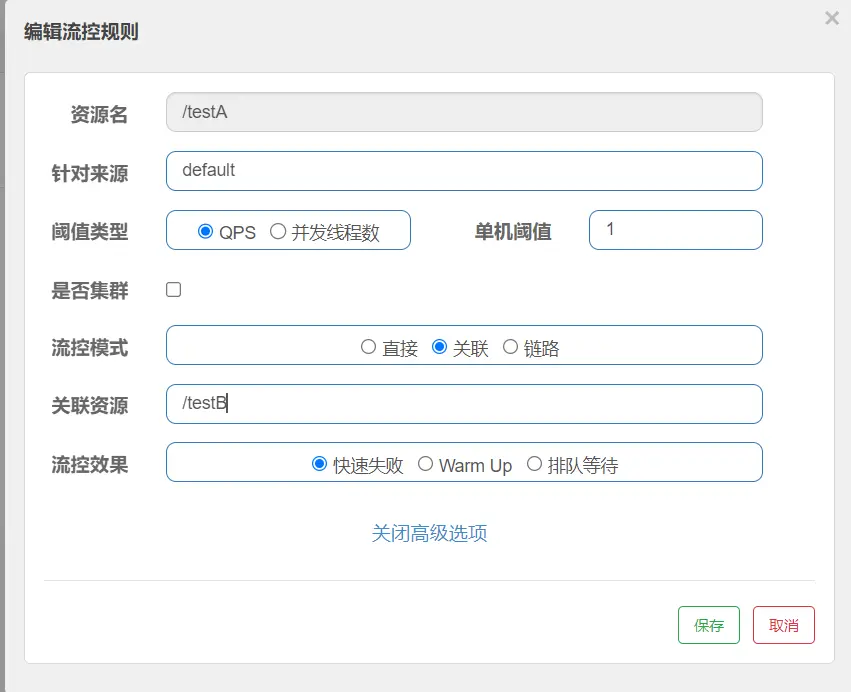 编辑流控规则
×
资源名 /testA
针对来源 default
阈值类型 QPS 并发线程数 单机阈值 1
是否集群
流控模式 直接 关联 链路
关联资源 /testB
流控效果 快速失败 Warm Up 排队等待
关闭高级选项
保存 取消